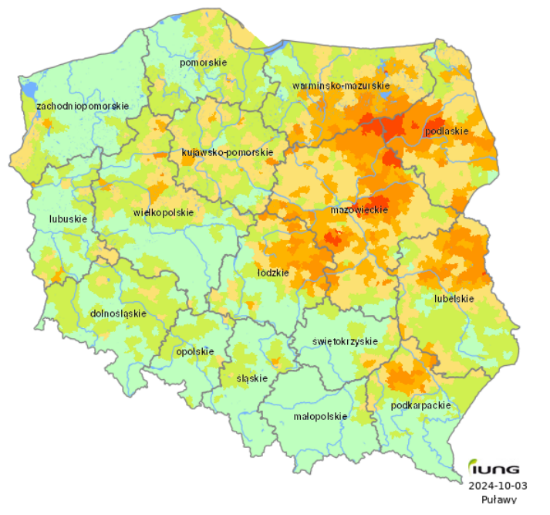 pomorskie
warmińsko-mazurskie
zachodniopomorskie
podlaskie
kujawsko-pomorskie
mazowieckie
wielkopolskie
lubuskie
łódzkie
lubelskie
dolnośląskie
świętokrzyskie
opolskie
śląskie
podkarpackie
małopolskie
IUNG
2024-10-03
Puławy